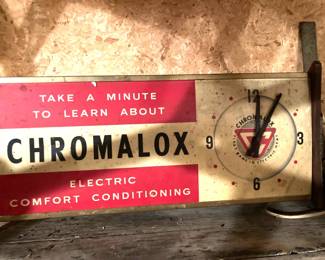 TAKE A MINUTE
TO LEARN ABOUT
CHROMALOX
ELECTRIC
COMFORT CONDITIONING
12
3
6
9
CHROMALOX